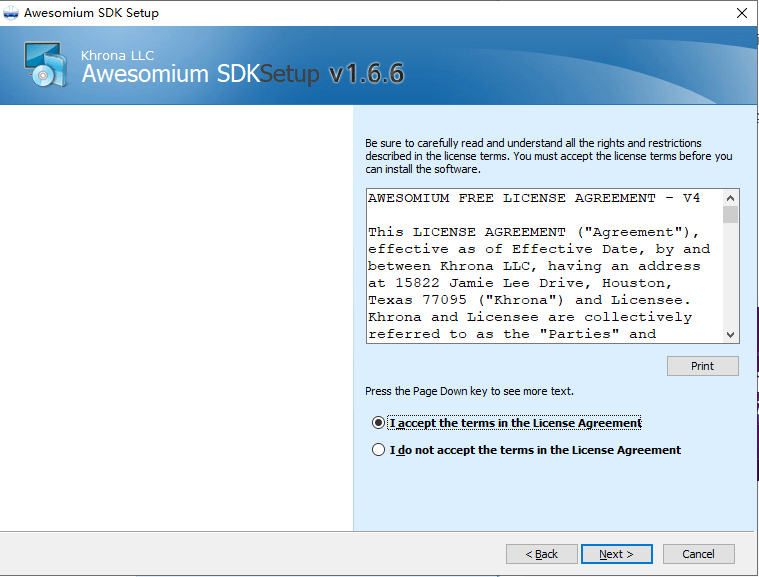 Awesomium SDK Setup
Khrona LLC
Awesomium SDKSetup v1.6.6
Be sure to carefully read and understand all the rights and restrictions
described in the license terms. You must accept the license terms before you
can install the software.
AWESOMIUM FREE LICENSE AGREEMENT - V4
This LICENSE AGREEMENT ("Agreement"),
effective as of Effective Date, by and
between Khrona LLC, having an address
at 15822 Jamie Lee Drive, Houston,
Texas 77095 ("Khrona") and Licensee.
Khrona and Licensee are collectively
referred to as the "Parties" and
Print
Press the Page Down key to see more text.
I accept the terms in the License Agreement
I do not accept the terms in the License Agreement
< Back
Next >
Cancel